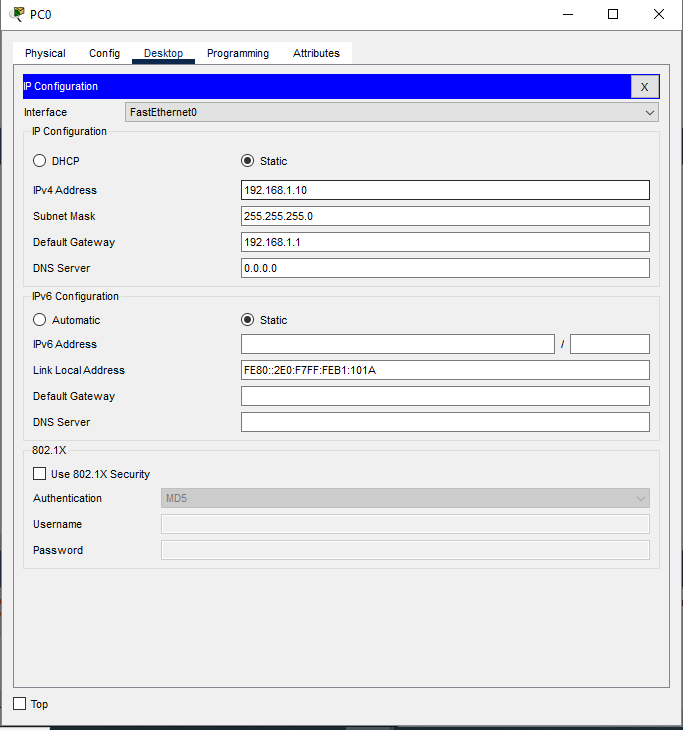 PC0
Physical Config Desktop Programming Attributes
IP Configuration X
Interface FastEthernet0
IP Configuration
DHCP Static
IPv4 Address 192.168.1.10
Subnet Mask 255.255.255.0
Default Gateway 192.168.1.1
DNS Server 0.0.0.0
IPv6 Configuration
Automatic Static
IPv6 Address /
Link Local Address FE80::2E0:F7FF:FEB1:101A
Default Gateway
DNS Server
802.1X
Use 802.1X Security
Authentication MD5
Username
Password
Top